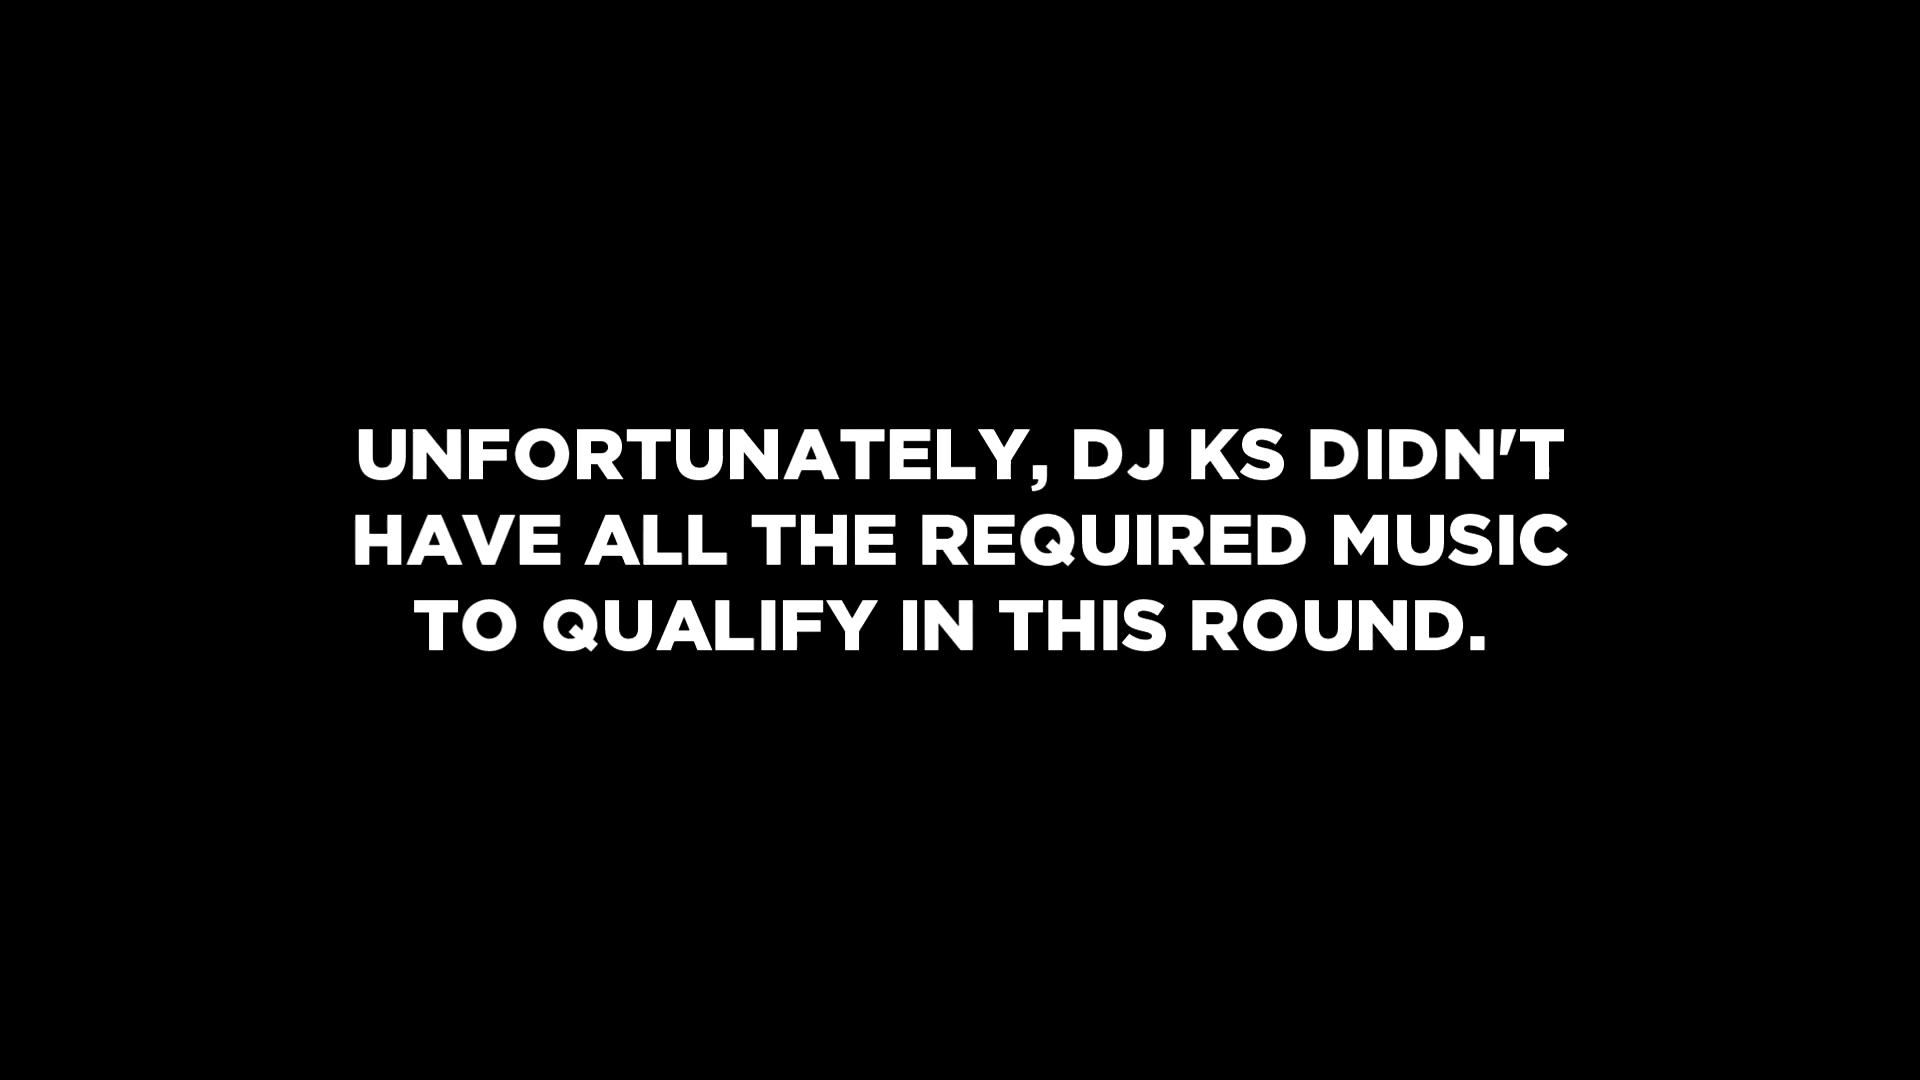 UNFORTUNATELY, DJ KS DIDN'T
HAVE ALL THE REQUIRED MUSIC
TO QUALIFY IN THIS ROUND.